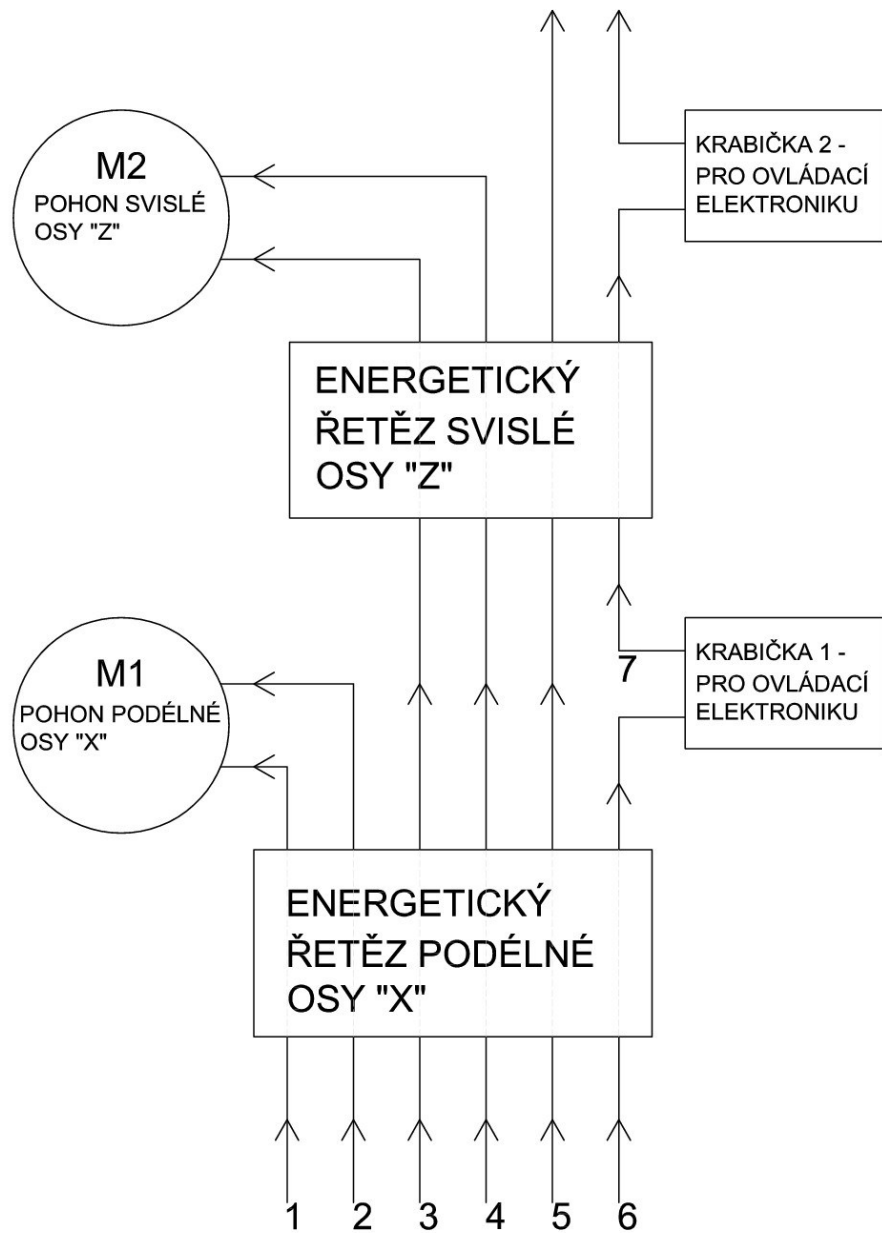 M2
POHON SVISLÉ
OSY "Z"
KRABIČKA 2 -
PRO OVLÁDACÍ
ELEKTRONIKU
ENERGETICKÝ
ŘETĚZ SVISLÉ
OSY "Z"
M1
POHON PODÉLNÉ
OSY "X"
7
KRABIČKA 1 -
PRO OVLÁDACÍ
ELEKTRONIKU
ENERGETICKÝ
ŘETĚZ PODÉLNÉ
OSY "X"
1 2 3 4 5 6